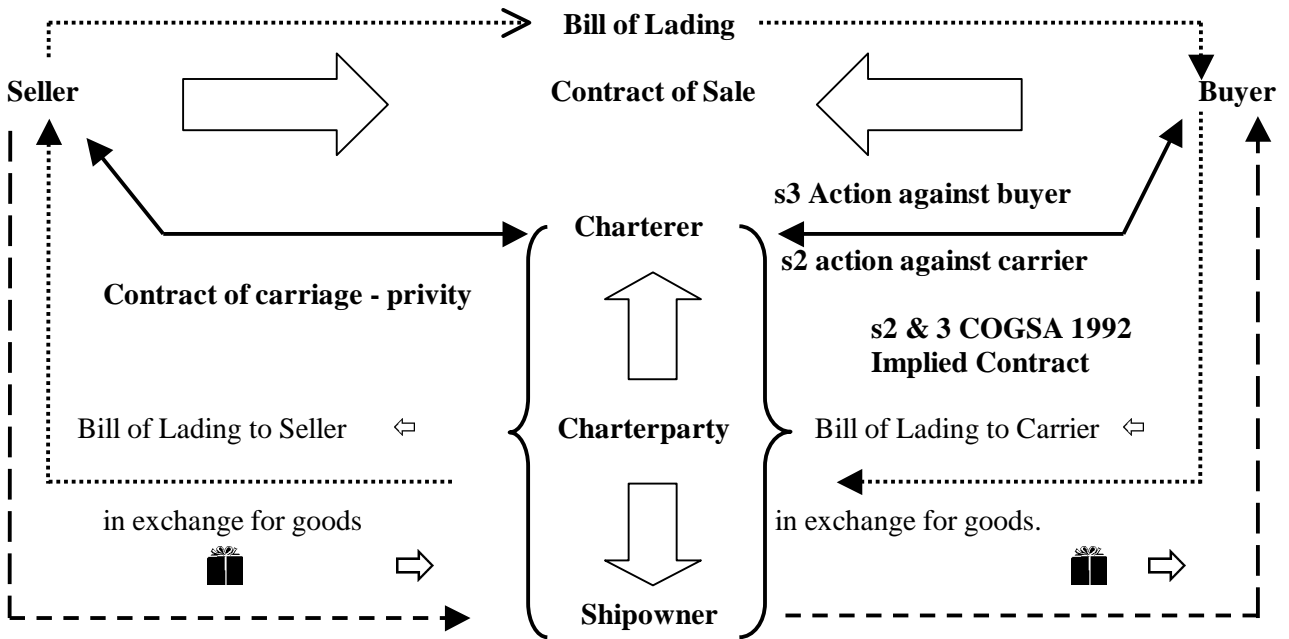 Bill of Lading
Seller
Contract of Sale
Buyer
s3 Action against buyer
Charterer
s2 action against carrier
Contract of carriage - privity
s2 & 3 COGSA 1992
Implied Contract
Bill of Lading to Seller
Charterparty
Bill of Lading to Carrier
in exchange for goods
in exchange for goods.
Shipowner